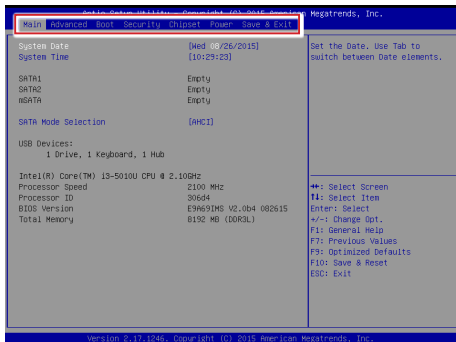 Aptio Setup Utility - Copyright (C) 2015 American Megatrends, Inc.
Main Advanced Boot Security Chipset Power Save & Exit
System Date [Wed 08/26/2015]
System Time [10:29:23]
SATA1 Empty
SATA2 Empty
mSATA Empty
SATA Mode Selection [AHCI]
USB Devices:
1 Drive, 1 Keyboard, 1 Hub
Intel(R) Core(TM) i3-5010U CPU @ 2.10GHz
Processor Speed 2100 MHz
Processor ID 306d4
BIOS Version E9A69IMS V2.0b4 082615
Total Memory 8192 MB (DDR3L)
Set the Date. Use Tab to
switch between Date elements.
↔: Select Screen
↑↓: Select Item
Enter: Select
+/-: Change Opt.
F1: General Help
F7: Previous Values
F9: Optimized Defaults
F10: Save & Reset
ESC: Exit
Version 2.17.1246. Copyright (C) 2015 American Megatrends, Inc.